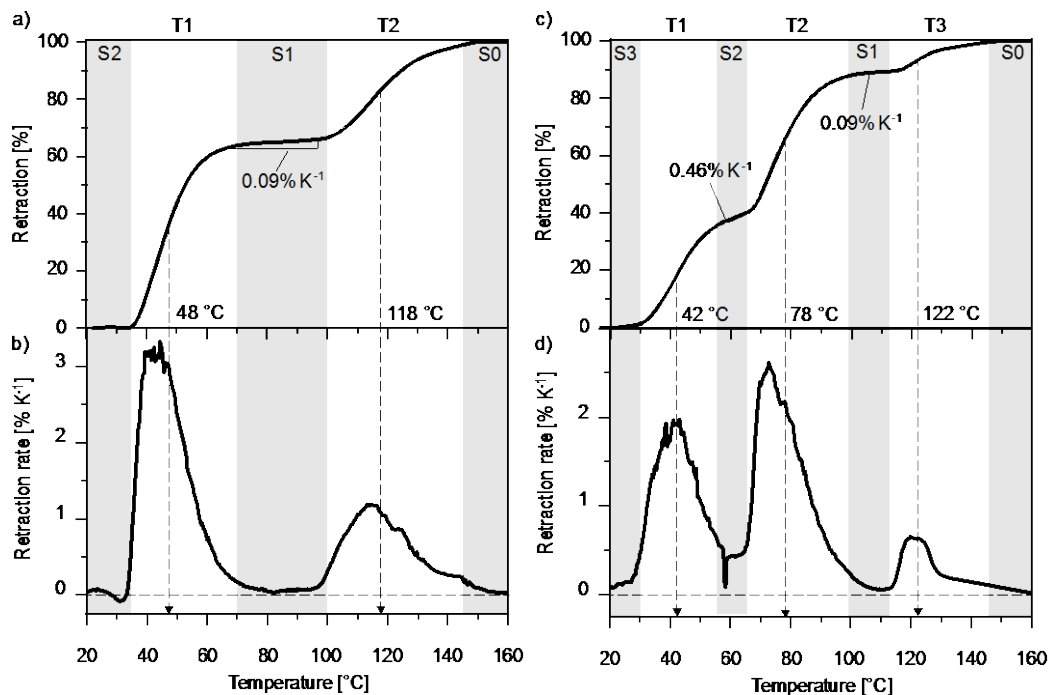 a)
T1
T2
100
80
60
40
20
0
Retraction [%]
S2
S1
S0
0.09% K⁻¹
48 °C
118 °C
b)
3
2
1
0
Retraction rate [% K⁻¹]
20
40
60
80
100
120
140
160
Temperature [°C]
c)
T1
T2
T3
100
80
60
40
20
0
Retraction [%]
S3
S2
S1
S0
0.46% K⁻¹
0.09% K⁻¹
42 °C
78 °C
122 °C
d)
2
1
0
Retraction rate [% K⁻¹]
20
40
60
80
100
120
140
160
Temperature [°C]